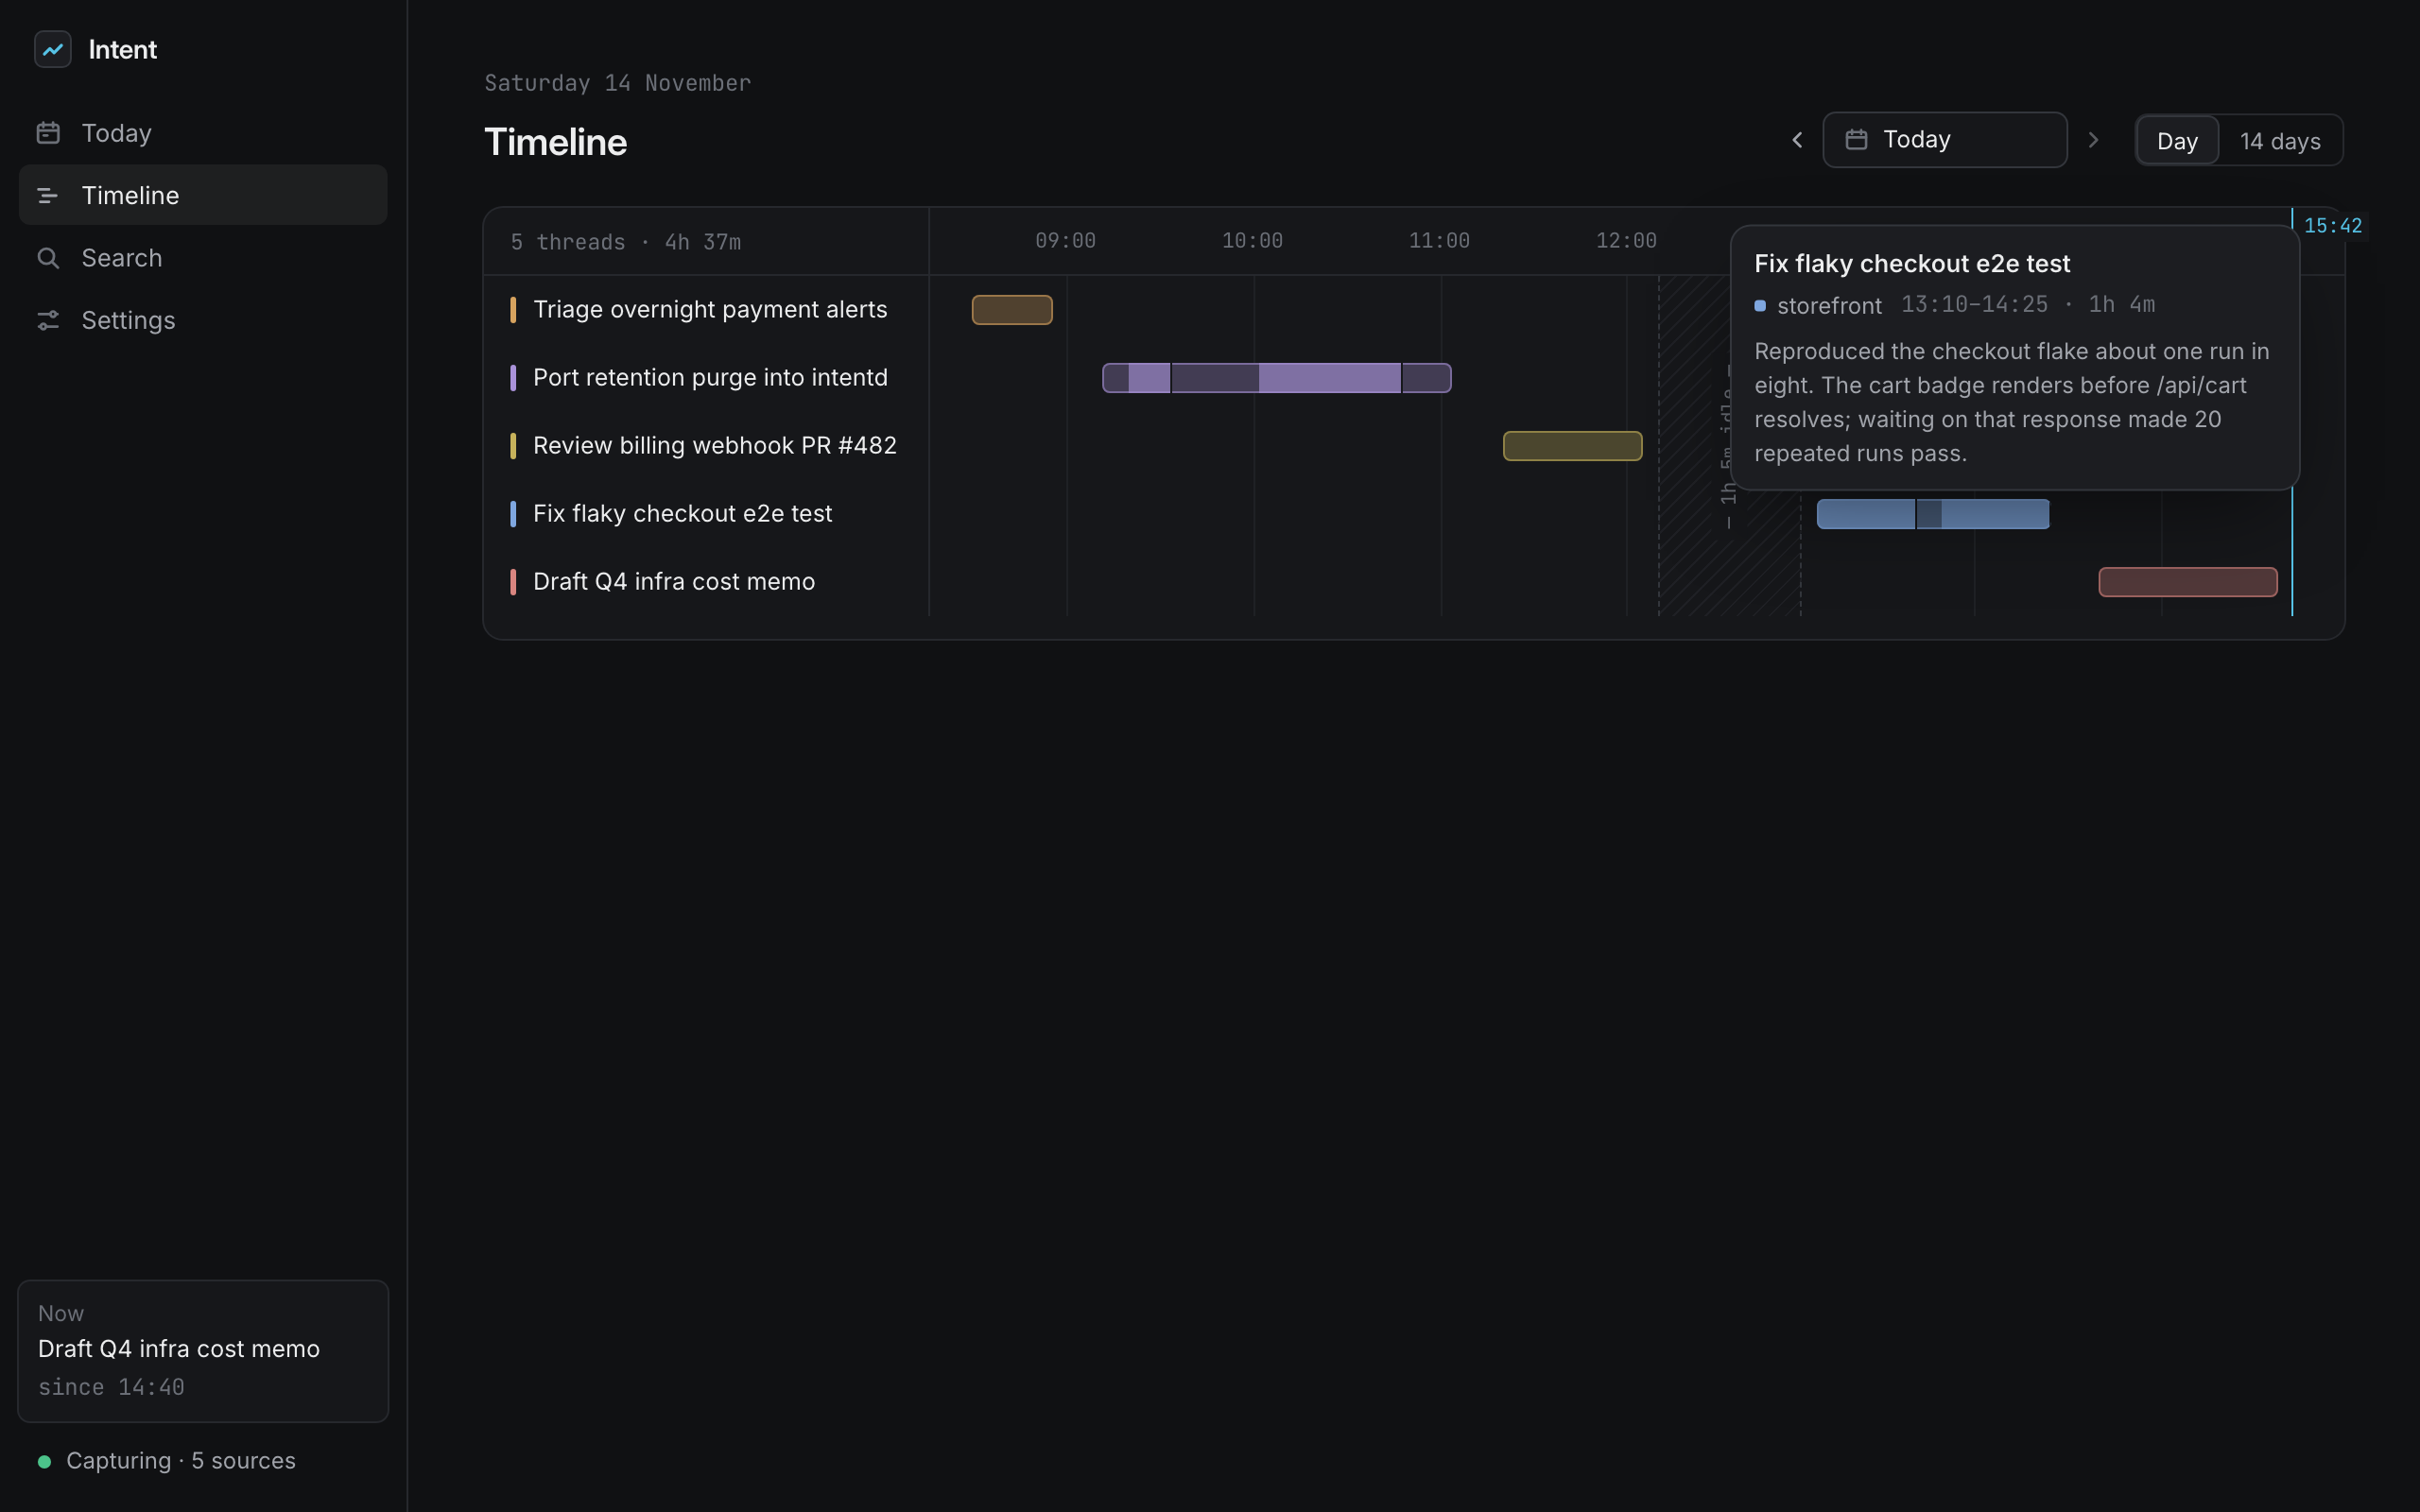 Intent
Today
Timeline
Search
Settings
Now
Draft Q4 infra cost memo
since 14:40
Capturing · 5 sources
Saturday 14 November
Timeline
Today
Day
14 days
5 threads · 4h 37m
09:00
10:00
11:00
12:00
15:42
Triage overnight payment alerts
Port retention purge into intentd
Review billing webhook PR #482
Fix flaky checkout e2e test
Draft Q4 infra cost memo
— 1h 5m idle —
Fix flaky checkout e2e test
storefront 13:10–14:25 · 1h 4m
Reproduced the checkout flake about one run in
eight. The cart badge renders before /api/cart
resolves; waiting on that response made 20
repeated runs pass.